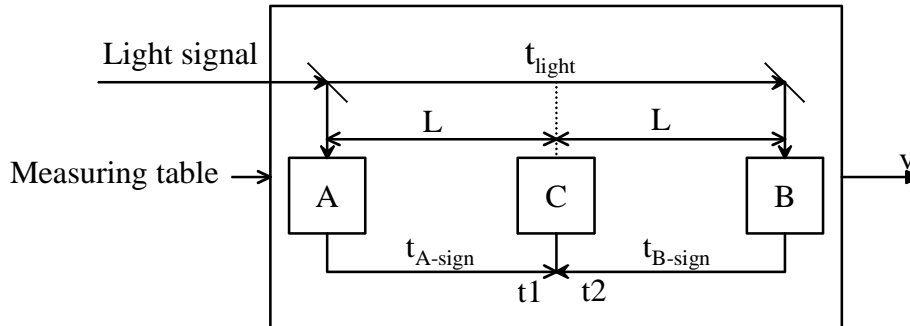 Light signal
t_light
L L
Measuring table
v
A C B
t_A-sign t_B-sign
t1 t2